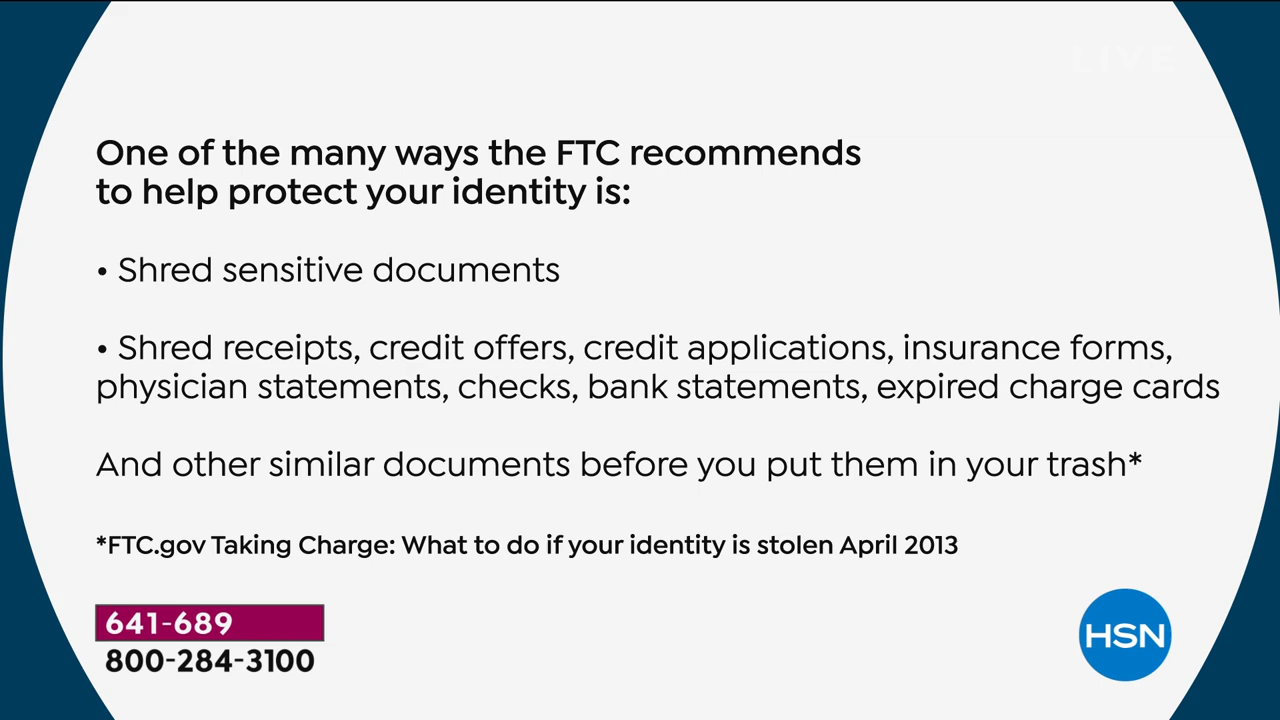 LIVE
One of the many ways the FTC recommends
to help protect your identity is:
• Shred sensitive documents
• Shred receipts, credit offers, credit applications, insurance forms,
physician statements, checks, bank statements, expired charge cards
And other similar documents before you put them in your trash*
*FTC.gov Taking Charge: What to do if your identity is stolen April 2013
641-689
800-284-3100
HSN